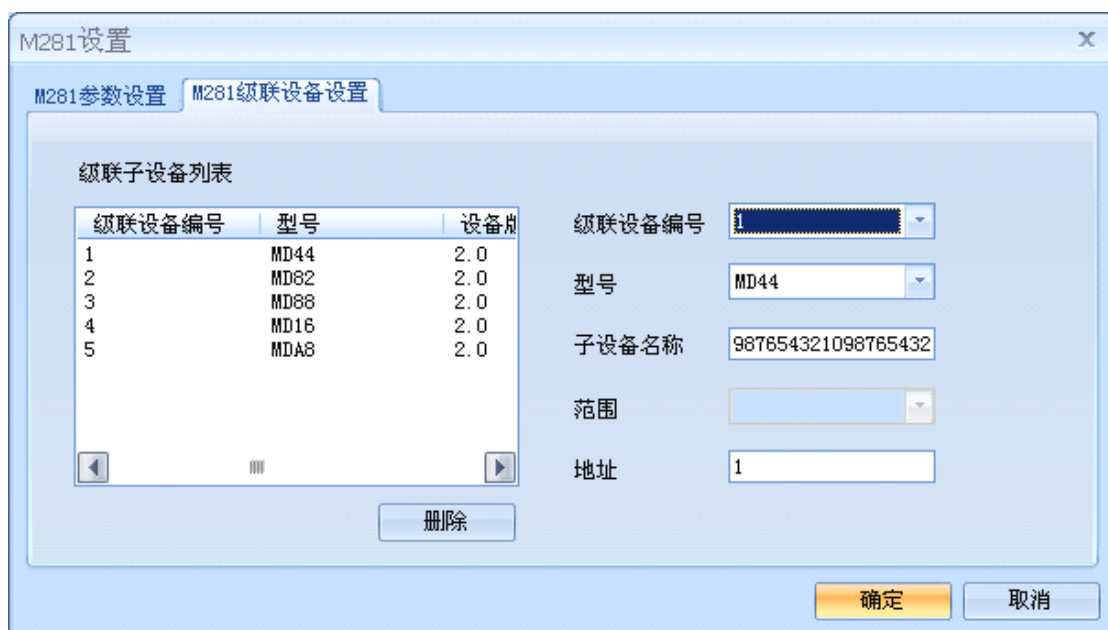 M281设置
M281参数设置 M281级联设备设置
级联子设备列表
级联设备编号 型号 设备
1 MD44 2.0
2 MD82 2.0
3 MD88 2.0
4 MD16 2.0
5 MDA8 2.0
删除
级联设备编号 1
型号 MD44
子设备名称 987654321098765432
范围
地址 1
确定 取消